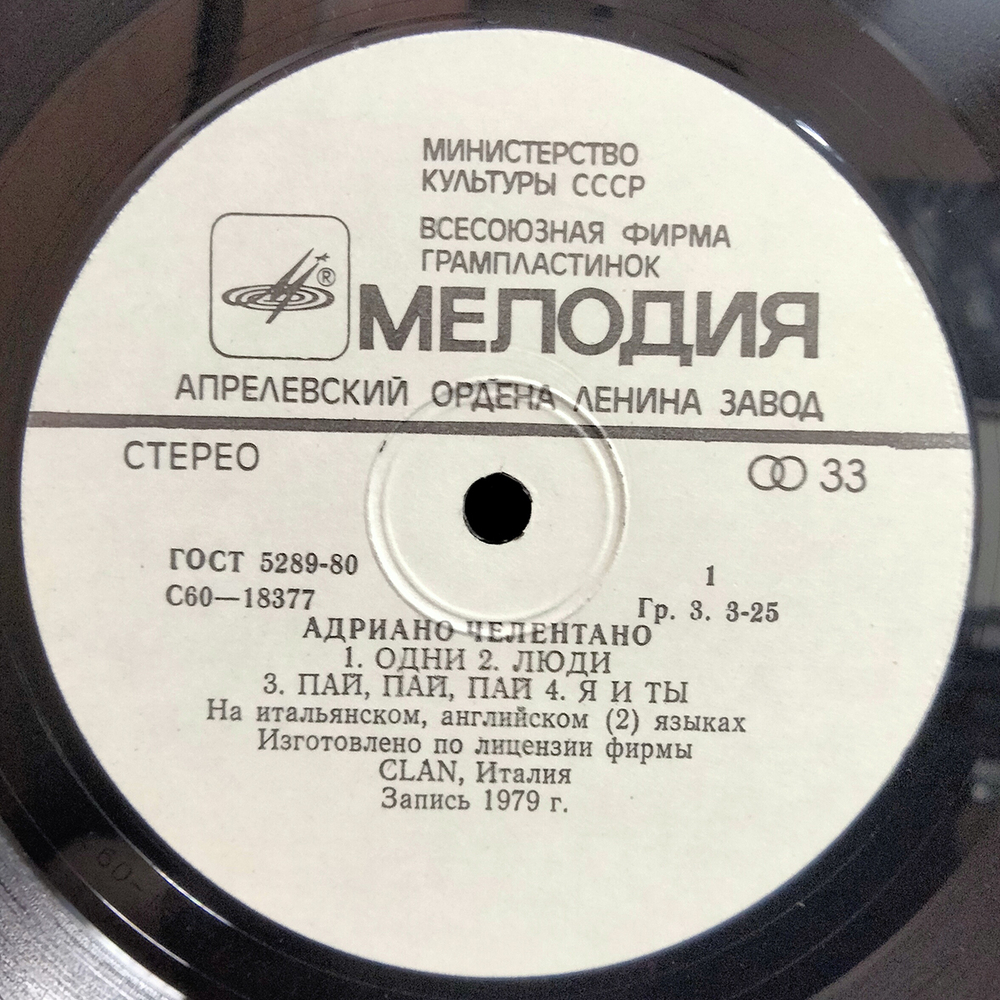 МИНИСТЕРСТВО
КУЛЬТУРЫ СССР
ВСЕСОЮЗНАЯ ФИРМА
ГРАМПЛАСТИНОК
®
МЕЛОДИЯ
АПРЕЛЕВСКИЙ ОРДЕНА ЛЕНИНА ЗАВОД
СТЕРЕО
33
ГОСТ 5289-80
1
С60—18377
Гр. 3. 3-25
АДРИАНО ЧЕЛЕНТАНО
1. ОДНИ 2. ЛЮДИ
3. ПАЙ, ПАЙ, ПАЙ 4. Я И ТЫ
На итальянском, английском (2) языках
Изготовлено по лицензии фирмы
CLAN, Италия
Запись 1979 г.